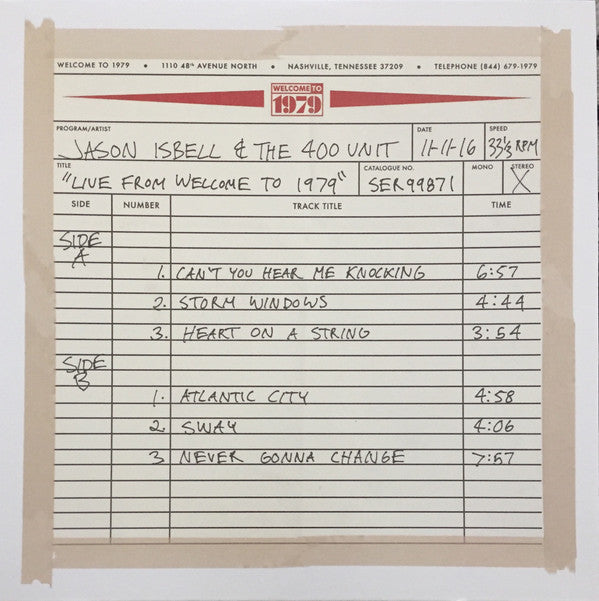 WELCOME TO 1979 • 1110 48th AVENUE NORTH • NASHVILLE, TENNESSEE 37209 • TELEPHONE (844) 679-1979
WELCOME TO
1979
PROGRAM/ARTIST DATE SPEED
JASON ISBELL & THE 400 UNIT 11-11-16 33⅓ RPM
TITLE CATALOGUE NO. MONO STEREO
"LIVE FROM WELCOME TO 1979" SER99871 X
SIDE NUMBER TRACK TITLE TIME
SIDE
A
1. CAN'T YOU HEAR ME KNOCKING 6:57
2. STORM WINDOWS 4:44
3. HEART ON A STRING 3:54
SIDE
B
1. ATLANTIC CITY 4:58
2. SWAY 4:06
3 NEVER GONNA CHANGE 7:57